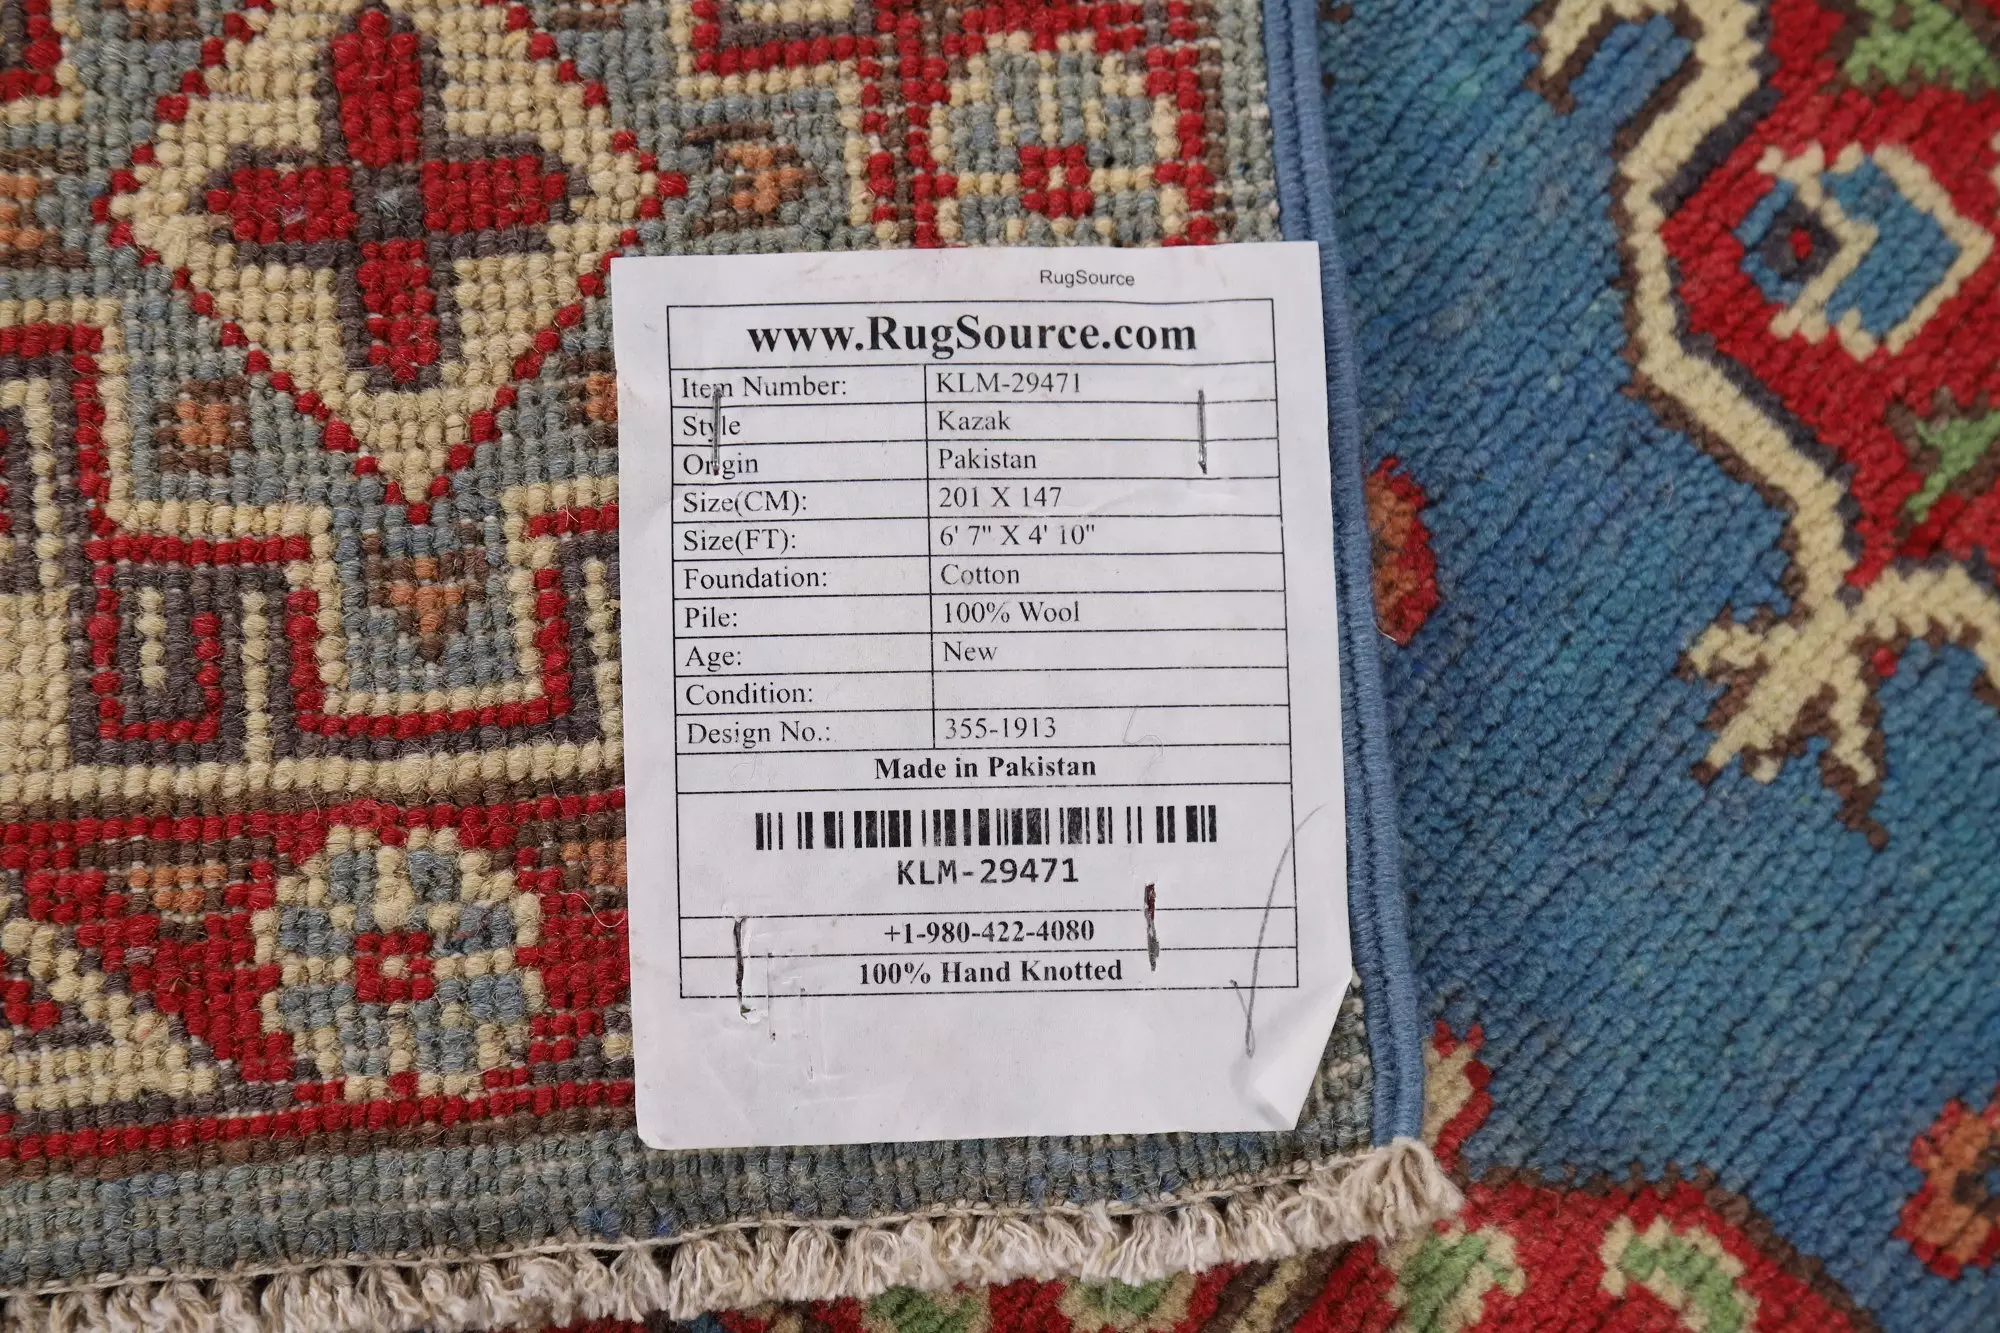 RugSource
www.RugSource.com
Item Number: KLM-29471
Style Kazak
Origin Pakistan
Size(CM): 201 X 147
Size(FT): 6' 7" X 4' 10"
Foundation: Cotton
Pile: 100% Wool
Age: New
Condition:
Design No.: 355-1913
Made in Pakistan
KLM-29471
+1-980-422-4080
100% Hand Knotted